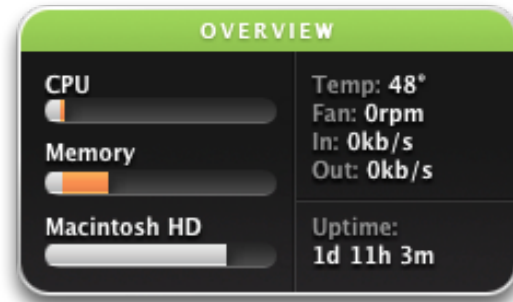 OVERVIEW
CPU
Memory
Macintosh HD
Temp: 48°
Fan: 0rpm
In: 0kb/s
Out: 0kb/s
Uptime:
1d 11h 3m